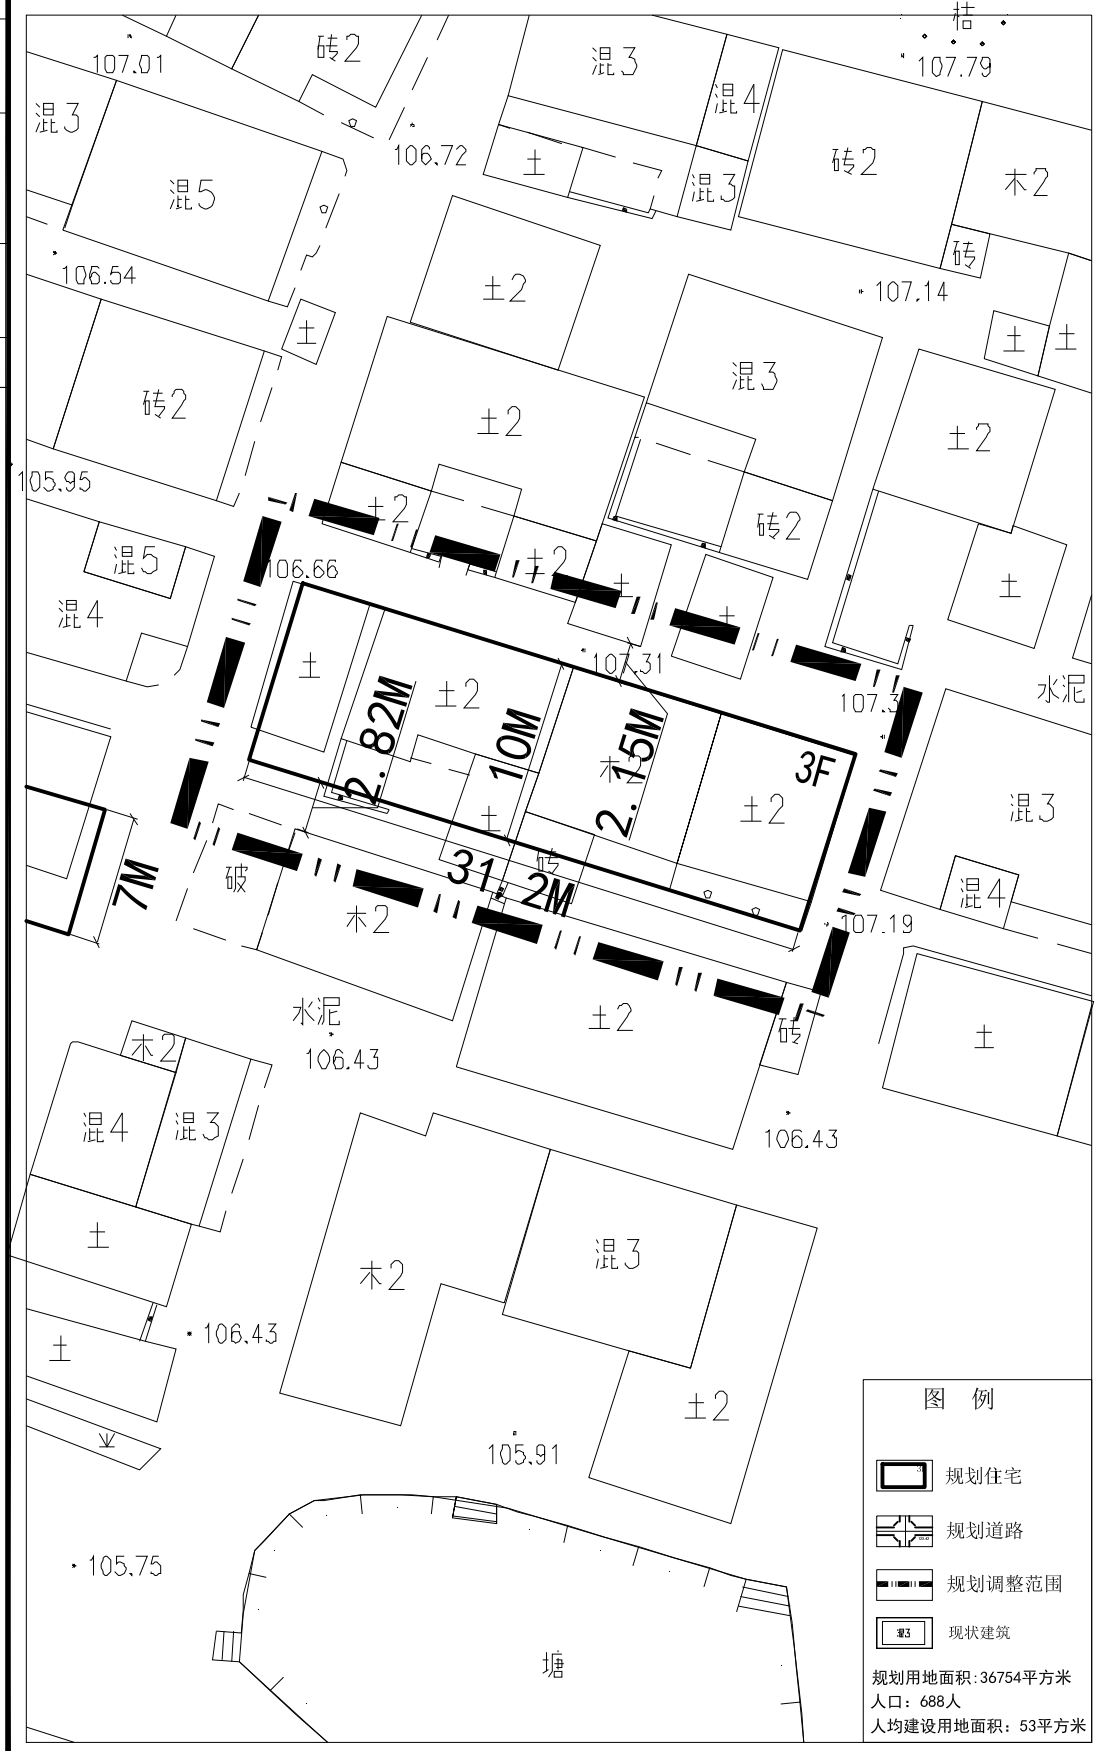 桔
107.01
砖2
混3
107.79
混3
混4
106.72
混5
土
混3
砖2
木2
砖
106.54
土2
107.14
土
土
土
混3
砖2
土2
土2
105.95
土2
砖2
混5
土2
106.66
土
土
土
混4
107.31
土
水泥
土2
107.3
2.82M
10M
木2
2.15M
3F
土2
混3
土
7M
破
31.2M
砖
混4
木2
107.19
水泥
土2
砖
土
106.43
木2
混4
混3
106.43
土
木2
混3
106.43
土
土2
105.91
105.75
塘
图 例
规划住宅
规划道路
规划调整范围
混3
现状建筑
规划用地面积:36754平方米
人口：688人
人均建设用地面积：53平方米